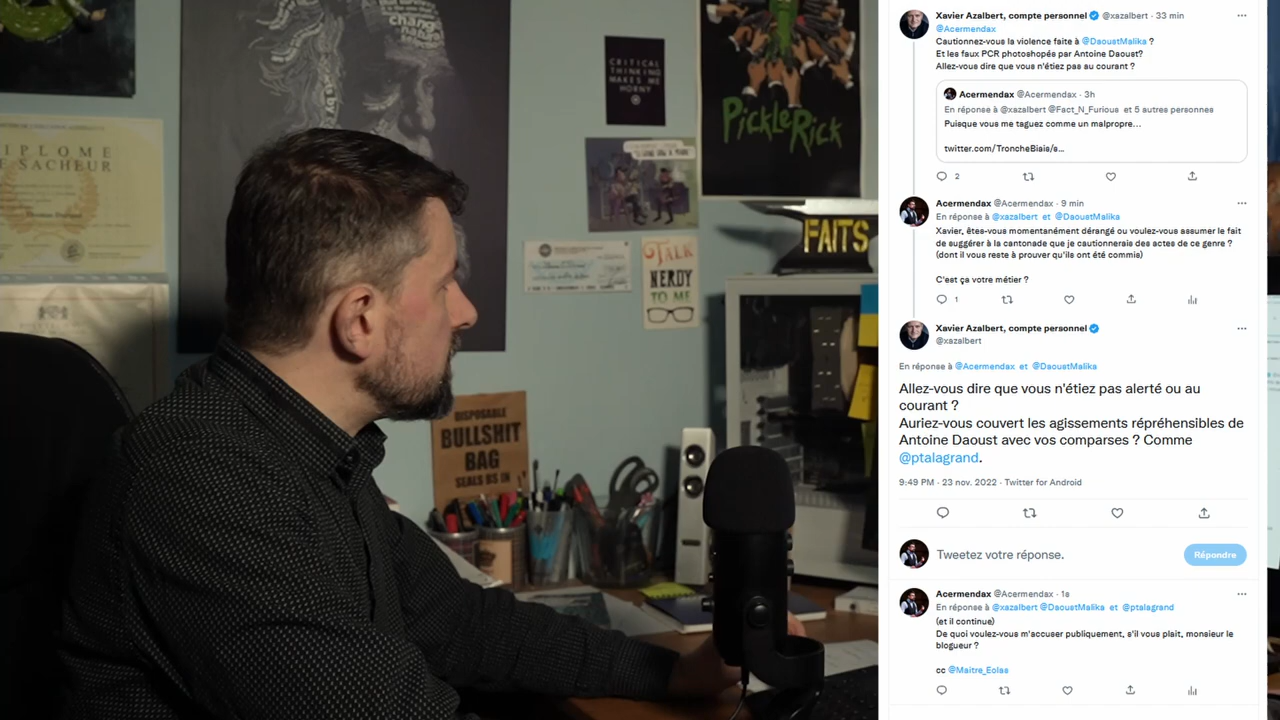 change
IPLOME
E SACHEUR
CRITICAL
THINKING
MAKES ME
HORNY
PickLE RicK
FAITS
TALK
NERDY
TO ME
DISPOSABLE
BULLSHIT
BAG
SEALS BS IN
Xavier Azalbert, compte personnel @xazalbert · 33 min
@Acermendax
Cautionnez-vous la violence faite à @DaoustMalika ?
Et les faux PCR photoshopés par Antoine Daoust?
Allez-vous dire que vous n'étiez pas au courant ?
Acermendax @Acermendax · 3h
En réponse à @xazalbert @Fact_N_Furious et 5 autres personnes
Puisque vous me taguez comme un malpropre...
twitter.com/TroncheBiais/s...
2
Acermendax @Acermendax · 9 min
En réponse à @xazalbert et @DaoustMalika
Xavier, êtes-vous momentanément dérangé ou voulez-vous assumer le fait
de suggérer à la cantonade que je cautionnerais des actes de ce genre ?
(dont il vous reste à prouver qu'ils ont été commis)
C'est ça votre métier ?
1
Xavier Azalbert, compte personnel
@xazalbert
En réponse à @Acermendax et @DaoustMalika
Allez-vous dire que vous n'étiez pas alerté ou au
courant ?
Auriez-vous couvert les agissements répréhensibles de
Antoine Daoust avec vos comparses ? Comme
@ptalagrand.
9:49 PM · 23 nov. 2022 · Twitter for Android
Tweetez votre réponse.
Répondre
Acermendax @Acermendax · 1s
En réponse à @xazalbert @DaoustMalika et @ptalagrand
(et il continue)
De quoi voulez-vous m'accuser publiquement, s'il vous plait, monsieur le
blogueur ?
cc @Maitre_Eolas